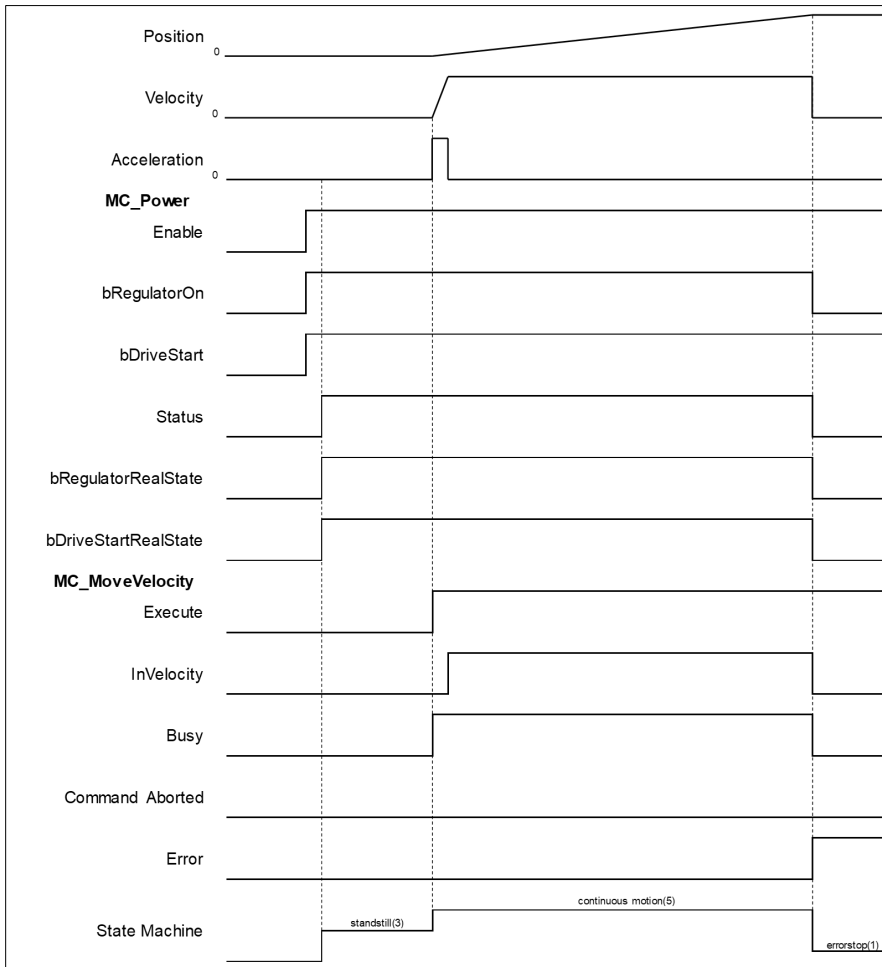 Position
0
Velocity
0
Acceleration
0
MC_Power
Enable
bRegulatorOn
bDriveStart
Status
bRegulatorRealState
bDriveStartRealState
MC_MoveVelocity
Execute
InVelocity
Busy
Command Aborted
Error
State Machine
standstill(3)
continuous motion(5)
errorstop(1)